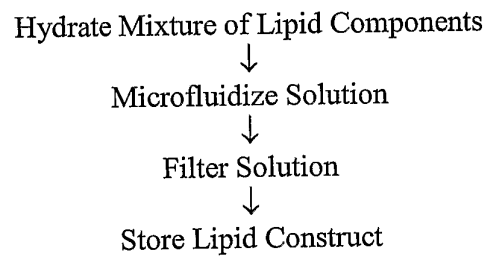 Hydrate Mixture of Lipid Components
↓
Microfluidize Solution
↓
Filter Solution
↓
Store Lipid Construct